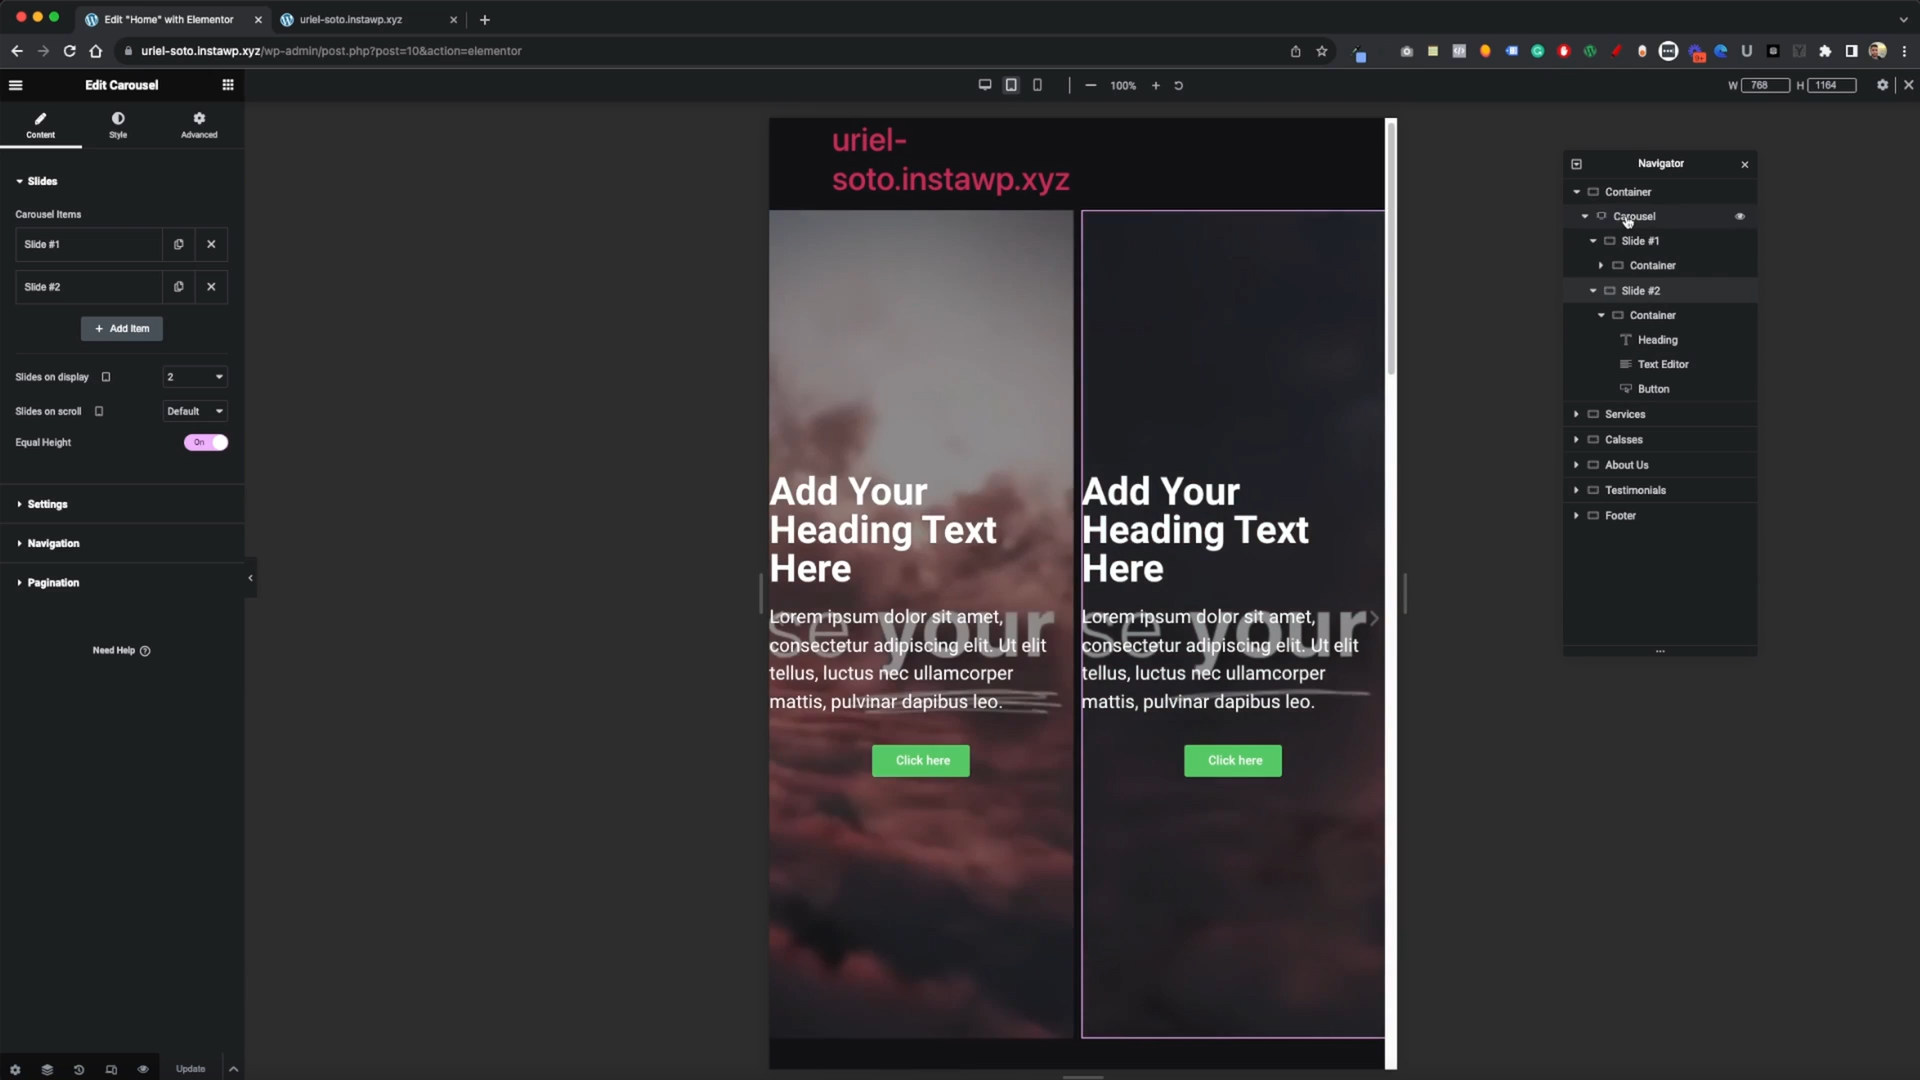 Edit "Home" with Elementor
uriel-soto.instawp.xyz
uriel-soto.instawp.xyz/wp-admin/post.php?post=10&action=elementor
9+
Edit Carousel
100%
W 768 H 1164
Content
Style
Advanced
Slides
Carousel Items
Slide #1
Slide #2
+ Add Item
Slides on display
2
Slides on scroll
Default
Equal Height
On
Settings
Navigation
Pagination
Need Help
Update
uriel-
soto.instawp.xyz
Add Your
Heading Text
Here
se your
Lorem ipsum dolor sit amet,
consectetur adipiscing elit. Ut elit
tellus, luctus nec ullamcorper
mattis, pulvinar dapibus leo.
Click here
Add Your
Heading Text
Here
se your
Lorem ipsum dolor sit amet,
consectetur adipiscing elit. Ut elit
tellus, luctus nec ullamcorper
mattis, pulvinar dapibus leo.
Click here
Navigator
Container
Carousel
Slide #1
Container
Slide #2
Container
Heading
Text Editor
Button
Services
Calsses
About Us
Testimonials
Footer